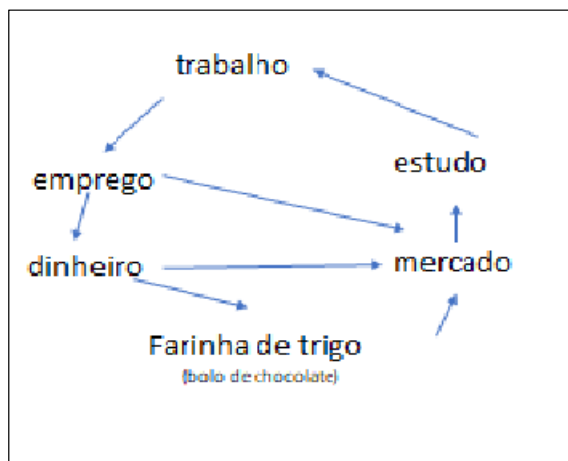 trabalho
estudo
emprego
dinheiro
mercado
Farinha de trigo
(bolo de chocolate)